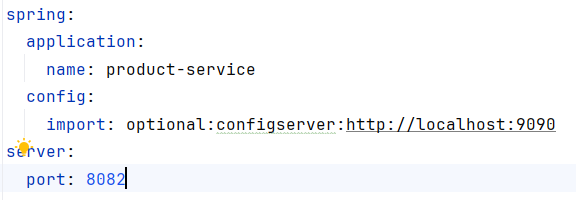 spring:
  application:
    name: product-service
  config:
    import: optional:configserver:http://localhost:9090
server:
  port: 8082